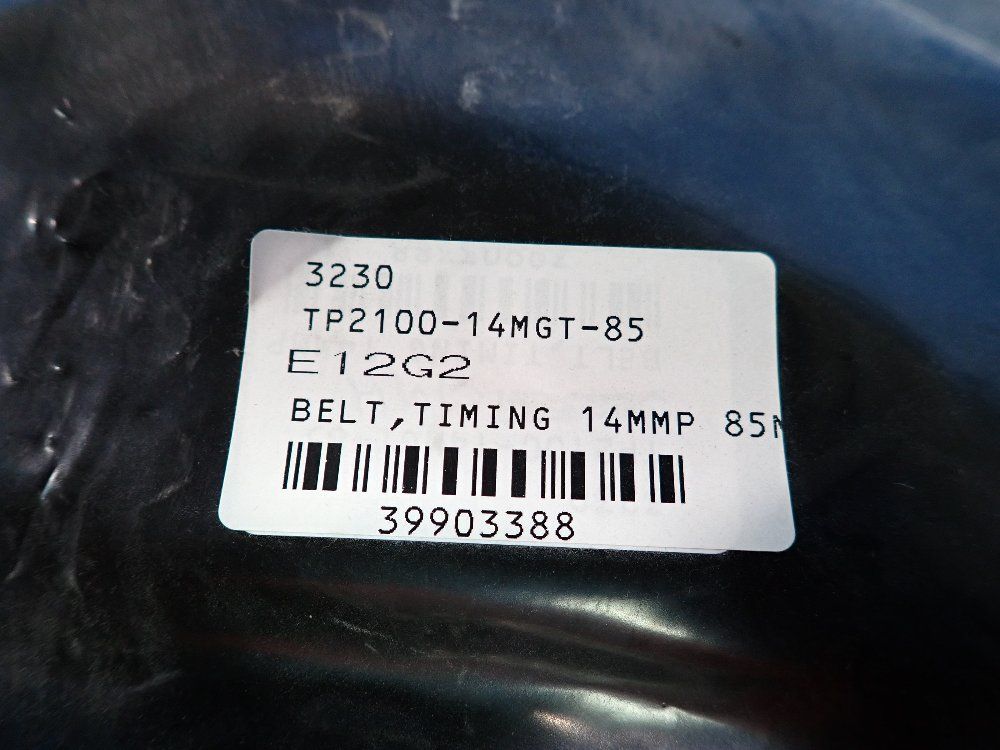 3230
TP2100-14MGT-85
E12G2
BELT,TIMING 14MMP 85M
39903388